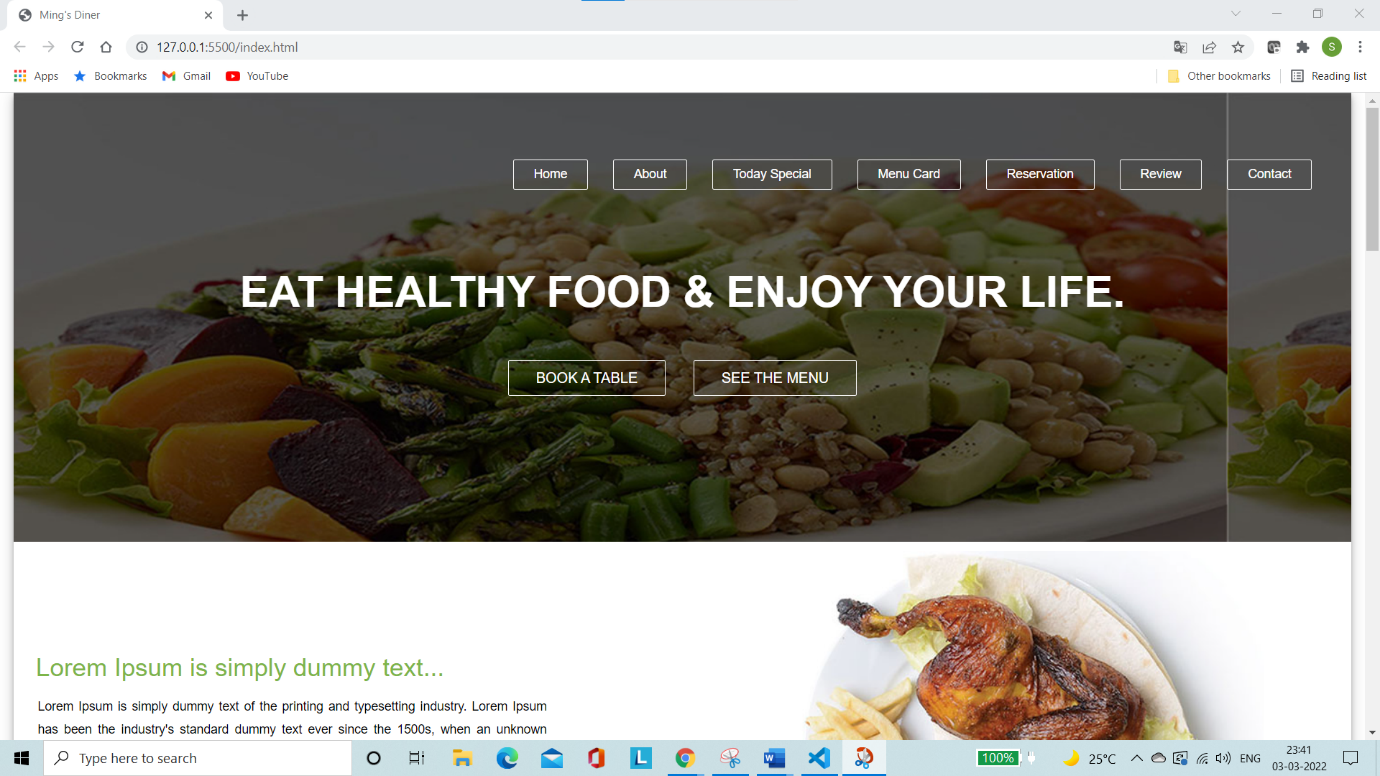 Ming's Diner
127.0.0.1:5500/index.html
S
Apps Bookmarks Gmail YouTube Other bookmarks Reading list
Home About Today Special Menu Card Reservation Review Contact
EAT HEALTHY FOOD & ENJOY YOUR LIFE.
BOOK A TABLE SEE THE MENU
Lorem Ipsum is simply dummy text...
Lorem Ipsum is simply dummy text of the printing and typesetting industry. Lorem Ipsum
has been the industry's standard dummy text ever since the 1500s, when an unknown
Type here to search L 100% 25°C ENG 23:41
03-03-2022